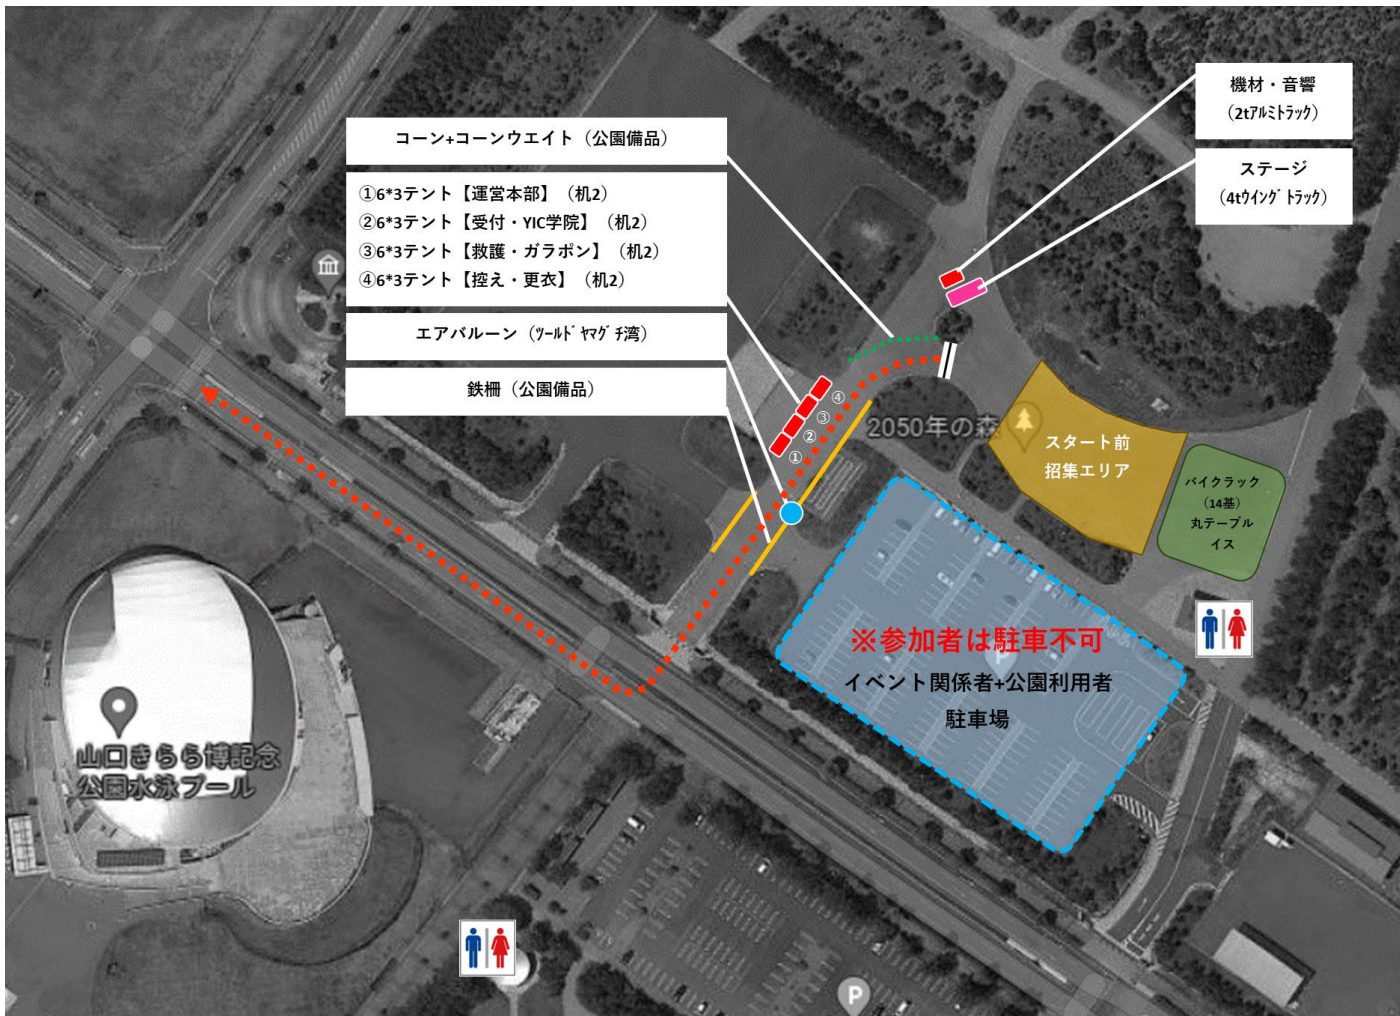 機材・音響
（2tアルミトラック）
ステージ
（4tウイング トラック）
コーン+コーンウエイト（公園備品）
①6*3テント【運営本部】（机2）
②6*3テント【受付・YIC学院】（机2）
③6*3テント【救護・ガラポン】（机2）
④6*3テント【控え・更衣】（机2）
エアバルーン（ツールド ヤマグチ湾）
鉄柵（公園備品）
④
③
②
①
2050年の森
スタート前
招集エリア
バイクラック
（14基）
丸テーブル
イス
※参加者は駐車不可
イベント関係者+公園利用者
駐車場
山口きらら博記念
公園水泳プール
P